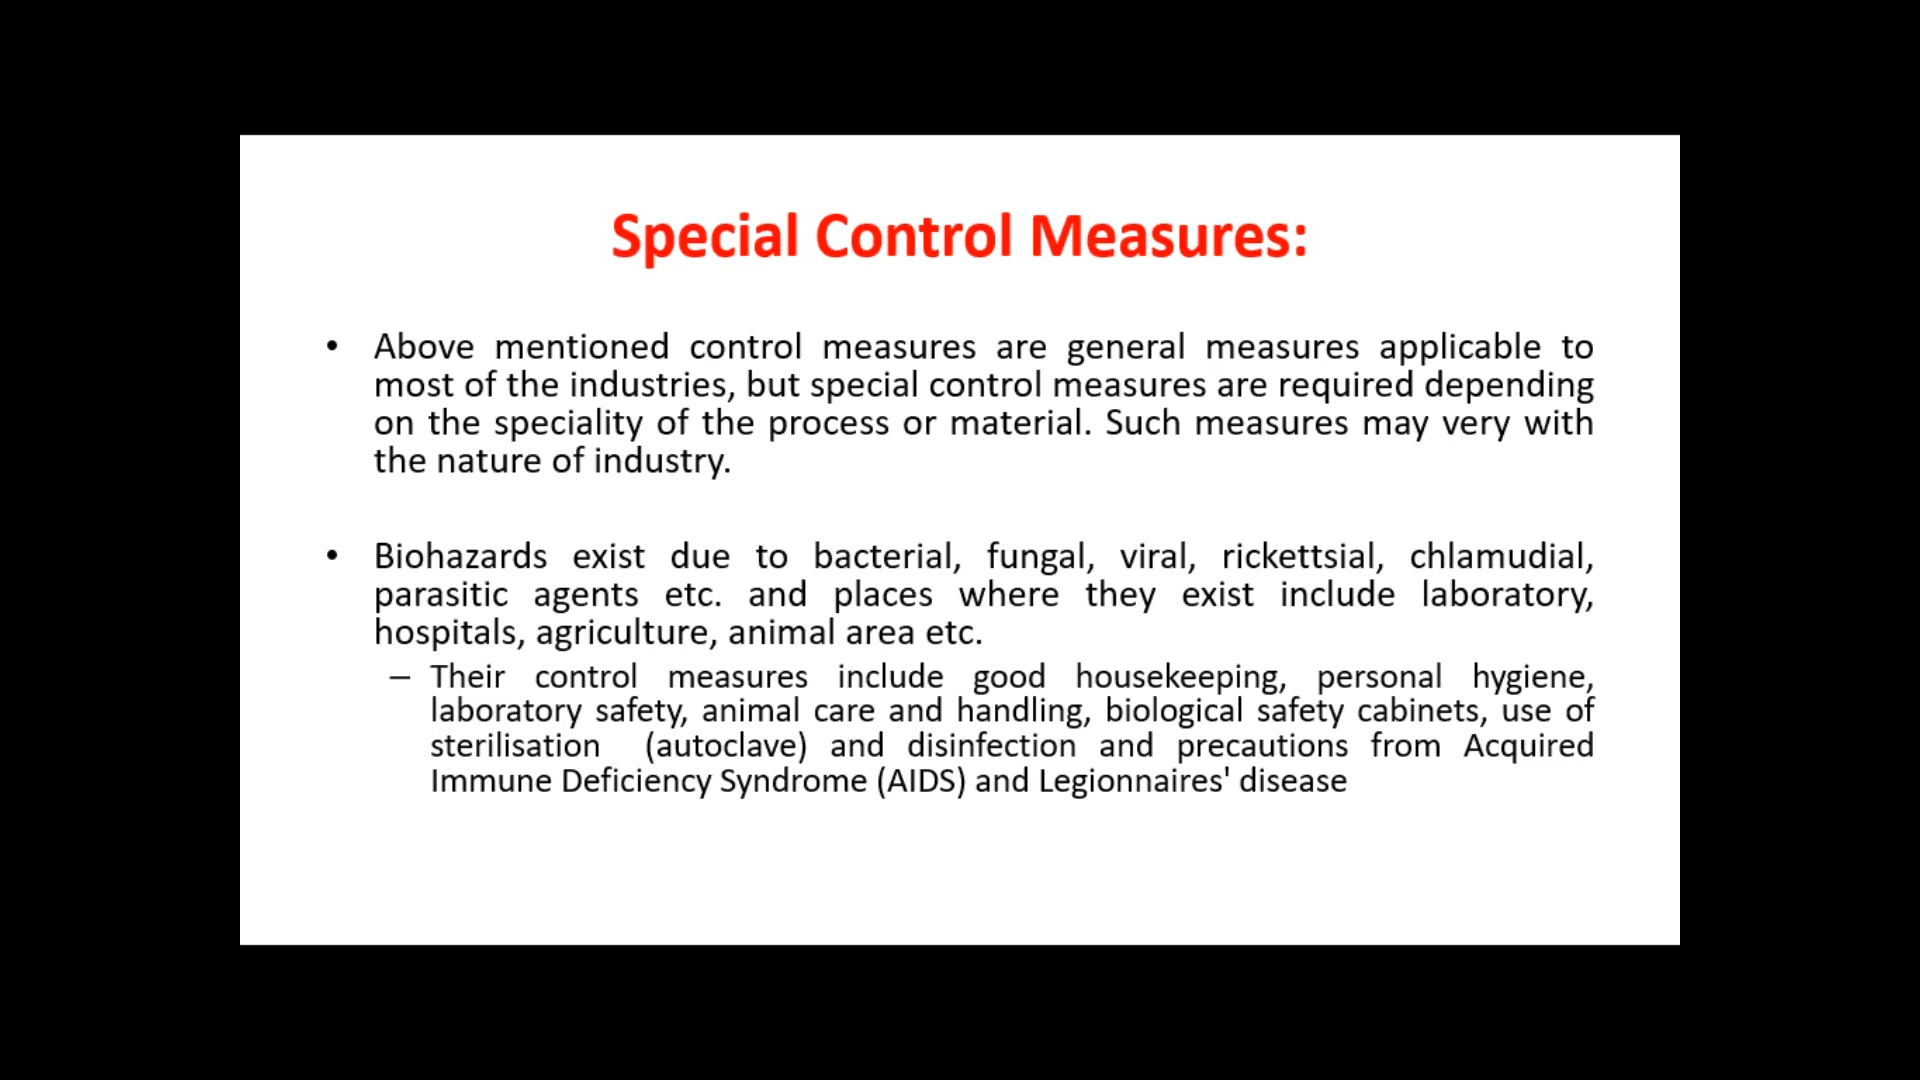 Special Control Measures:
• Above mentioned control measures are general measures applicable to
most of the industries, but special control measures are required depending
on the speciality of the process or material. Such measures may very with
the nature of industry.
• Biohazards exist due to bacterial, fungal, viral, rickettsial, chlamudial,
parasitic agents etc. and places where they exist include laboratory,
hospitals, agriculture, animal area etc.
– Their control measures include good housekeeping, personal hygiene,
laboratory safety, animal care and handling, biological safety cabinets, use of
sterilisation (autoclave) and disinfection and precautions from Acquired
Immune Deficiency Syndrome (AIDS) and Legionnaires' disease